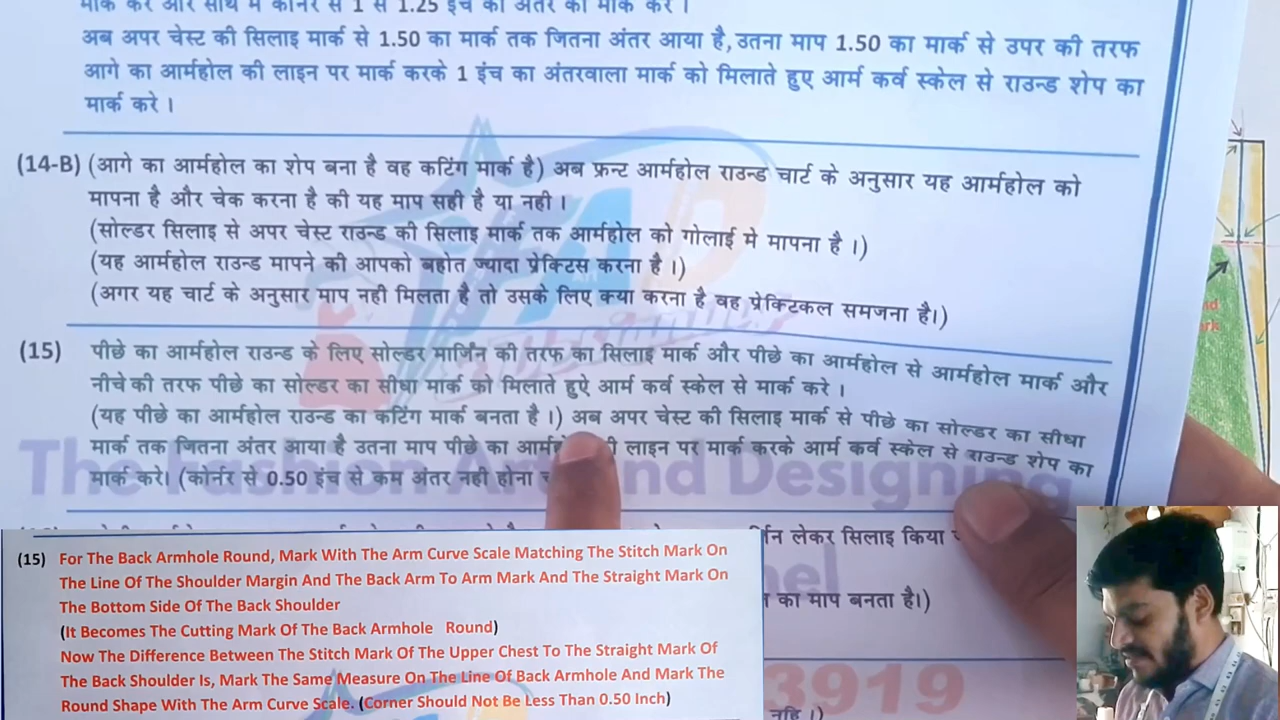 मार्क करे और साथ में कॉर्नर से 1 से 1.25 इंच का अंतर का मार्क करे ।
अब अपर चेस्ट की सिलाइ मार्क से 1.50 का मार्क तक जितना अंतर आया है, उतना माप 1.50 का मार्क से उपर की तरफ
आगे का आर्महोल की लाइन पर मार्क करके 1 इंच का अंतरवाला मार्क को मिलाते हुए आर्म कर्व स्केल से राउन्ड शेप का
मार्क करे ।
(14-B) (आगे का आर्महोल का शेप बना है वह कटिंग मार्क है) अब फ्रन्ट आर्महोल राउन्ड चार्ट के अनुसार यह आर्महोल को
मापना है और चेक करना है की यह माप सही है या नही ।
(सोल्डर सिलाइ से अपर चेस्ट राउन्ड की सिलाइ मार्क तक आर्महोल को गोलाई मे मापना है ।)
(यह आर्महोल राउन्ड मापने की आपको बहोत ज्यादा प्रेक्टिस करना है ।)
(अगर यह चार्ट के अनुसार माप नही मिलता है तो उसके लिए क्या करना है वह प्रेक्टिकल समजना है।)
(15) पीछे का आर्महोल राउन्ड के लिए सोल्डर मार्जिन की तरफ का सिलाइ मार्क और पीछे का आर्महोल से आर्महोल मार्क और
नीचेकी तरफ पीछे का सोल्डर का सीधा मार्क को मिलाते हुऐ आर्म कर्व स्केल से मार्क करे ।
(यह पीछे का आर्महोल राउन्ड का कटिंग मार्क बनता है ।) अब अपर चेस्ट की सिलाइ मार्क से पीछे का सोल्डर का सीधा
मार्क तक जितना अंतर आया है उतना माप पीछे का लाइन पर मार्क करके आर्म कर्व स्केल से राउन्ड शेप का
मार्क करे। (कोर्नर से 0.50 इंच से कम अंतर नही होना
लेकर सिलाइ किया
का माप बनता है।)
3919
नहि ।)
(15) For The Back Armhole Round, Mark With The Arm Curve Scale Matching The Stitch Mark On
The Line Of The Shoulder Margin And The Back Arm To Arm Mark And The Straight Mark On
The Bottom Side Of The Back Shoulder
(It Becomes The Cutting Mark Of The Back Armhole Round)
Now The Difference Between The Stitch Mark Of The Upper Chest To The Straight Mark Of
The Back Shoulder Is, Mark The Same Measure On The Line Of Back Armhole And Mark The
Round Shape With The Arm Curve Scale. (Corner Should Not Be Less Than 0.50 Inch)